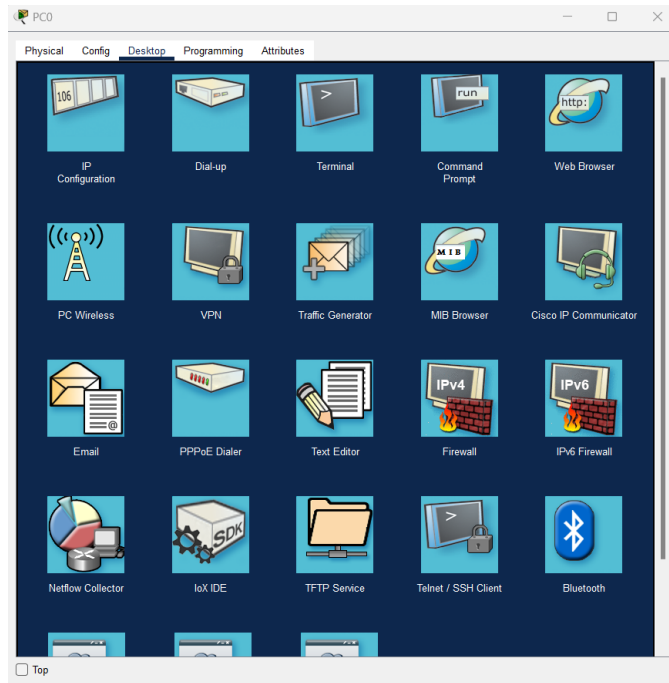 PC0
Physical Config Desktop Programming Attributes
106
>
run
http:
IP
Configuration
Dial-up
Terminal
Command
Prompt
Web Browser
MIB
PC Wireless
VPN
Traffic Generator
MIB Browser
Cisco IP Communicator
@
IPv4
IPv6
Email
PPPoE Dialer
Text Editor
Firewall
IPv6 Firewall
SDK
>
Netflow Collector
IoX IDE
TFTP Service
Telnet / SSH Client
Bluetooth
Top